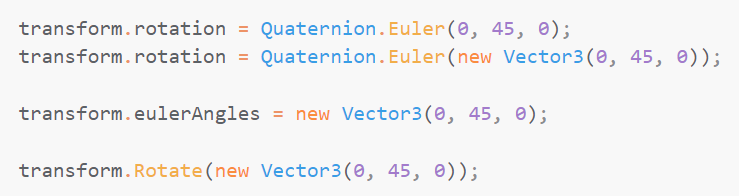 transform.rotation = Quaternion.Euler(0, 45, 0);
transform.rotation = Quaternion.Euler(new Vector3(0, 45, 0));
transform.eulerAngles = new Vector3(0, 45, 0);
transform.Rotate(new Vector3(0, 45, 0));